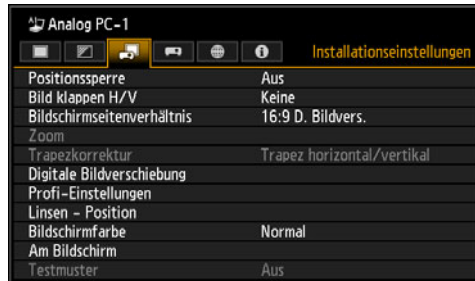 Analog PC-1
Installationseinstellungen
Positionssperre Aus
Bild klappen H/V Keine
Bildschirmseitenverhältnis 16:9 D. Bildvers.
Zoom
Trapezkorrektur Trapez horizontal/vertikal
Digitale Bildverschiebung
Profi-Einstellungen
Linsen - Position
Bildschirmfarbe Normal
Am Bildschirm
Testmuster Aus